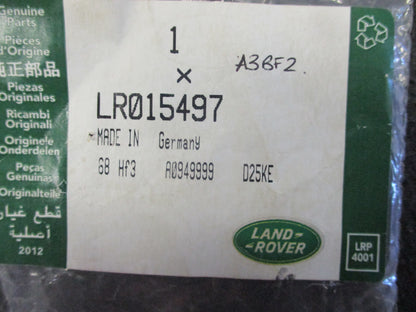 Genuine
Parts
Pièces
d'Origine
純正部品
Piezas
Originales
Ricambi
Originali
Originele
Onderdelen
Peças
Genuínas
Originalteile
قطع غيار
أصلية
2012
1
x
A3BF2.
LR015497
MADE IN Germany
68 Hf3 A0949999 D25KE
LAND-
ROVER
LRP
4001